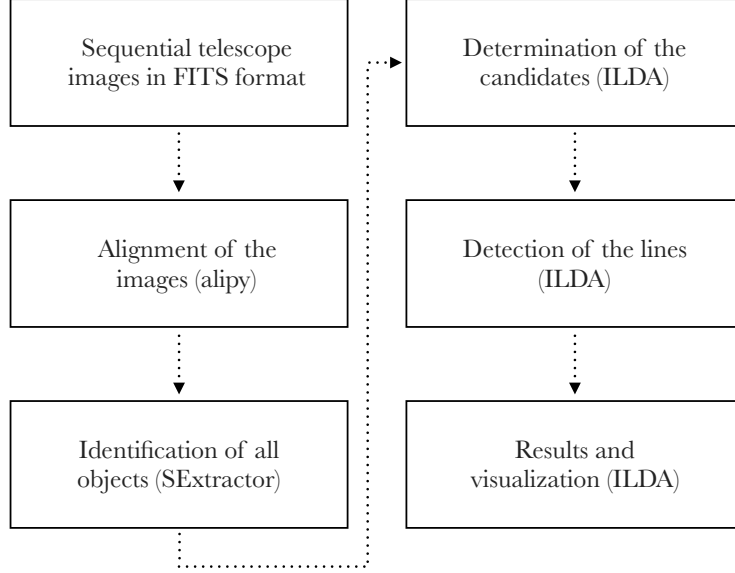 Sequential telescope
images in FITS format
Alignment of the
images (alipy)
Identification of all
objects (SExtractor)
Determination of the
candidates (ILDA)
Detection of the lines
(ILDA)
Results and
visualization (ILDA)